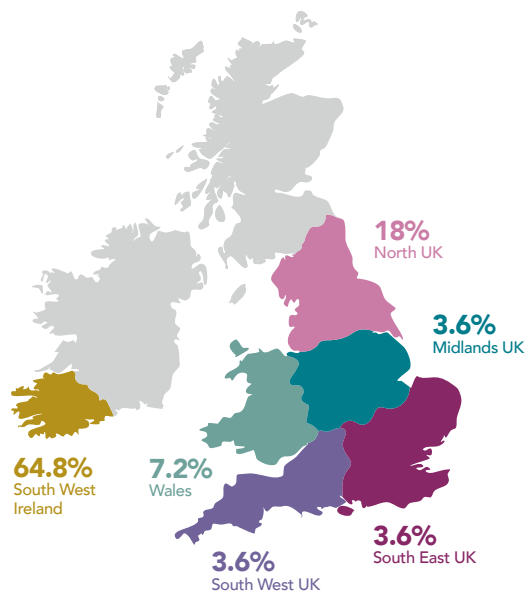 18%
North UK
3.6%
Midlands UK
64.8%
South West
Ireland
7.2%
Wales
3.6%
South East UK
3.6%
South West UK